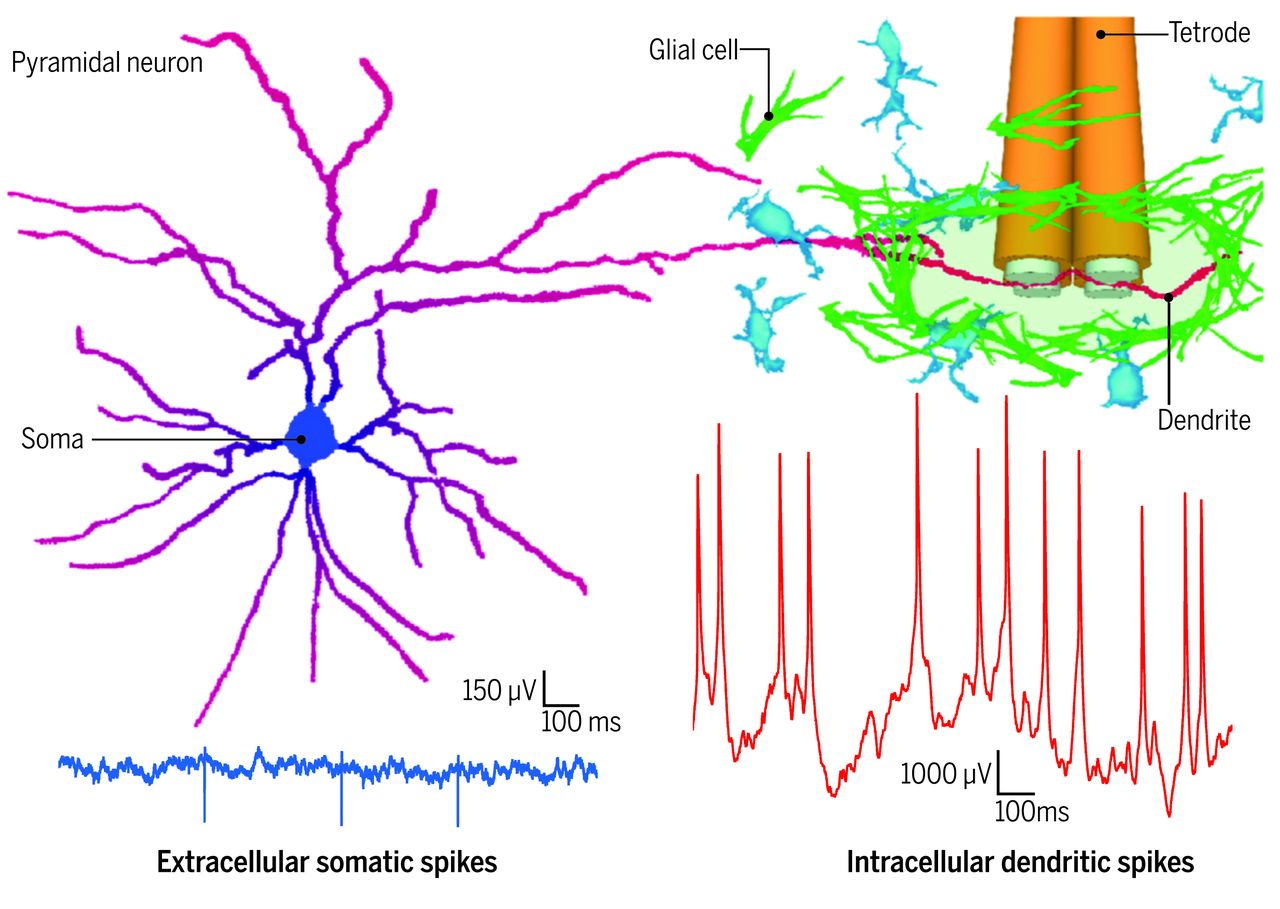 Pyramidal neuron
Glial cell
Tetrode
Soma
Dendrite
150 µV
100 ms
1000 µV
100ms
Extracellular somatic spikes
Intracellular dendritic spikes